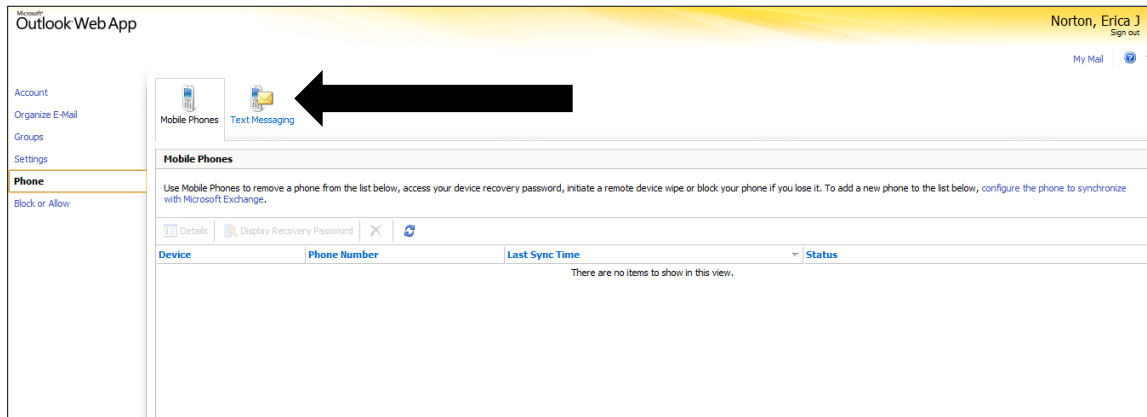 Microsoft®
Outlook Web App
Norton, Erica J
Sign out
My Mail
Account
Organize E-Mail
Groups
Settings
Phone
Block or Allow
Mobile Phones
Text Messaging
Mobile Phones
Use Mobile Phones to remove a phone from the list below, access your device recovery password, initiate a remote device wipe or block your phone if you lose it. To add a new phone to the list below, configure the phone to synchronize
with Microsoft Exchange.
Details
Display Recovery Password
Device
Phone Number
Last Sync Time
Status
There are no items to show in this view.